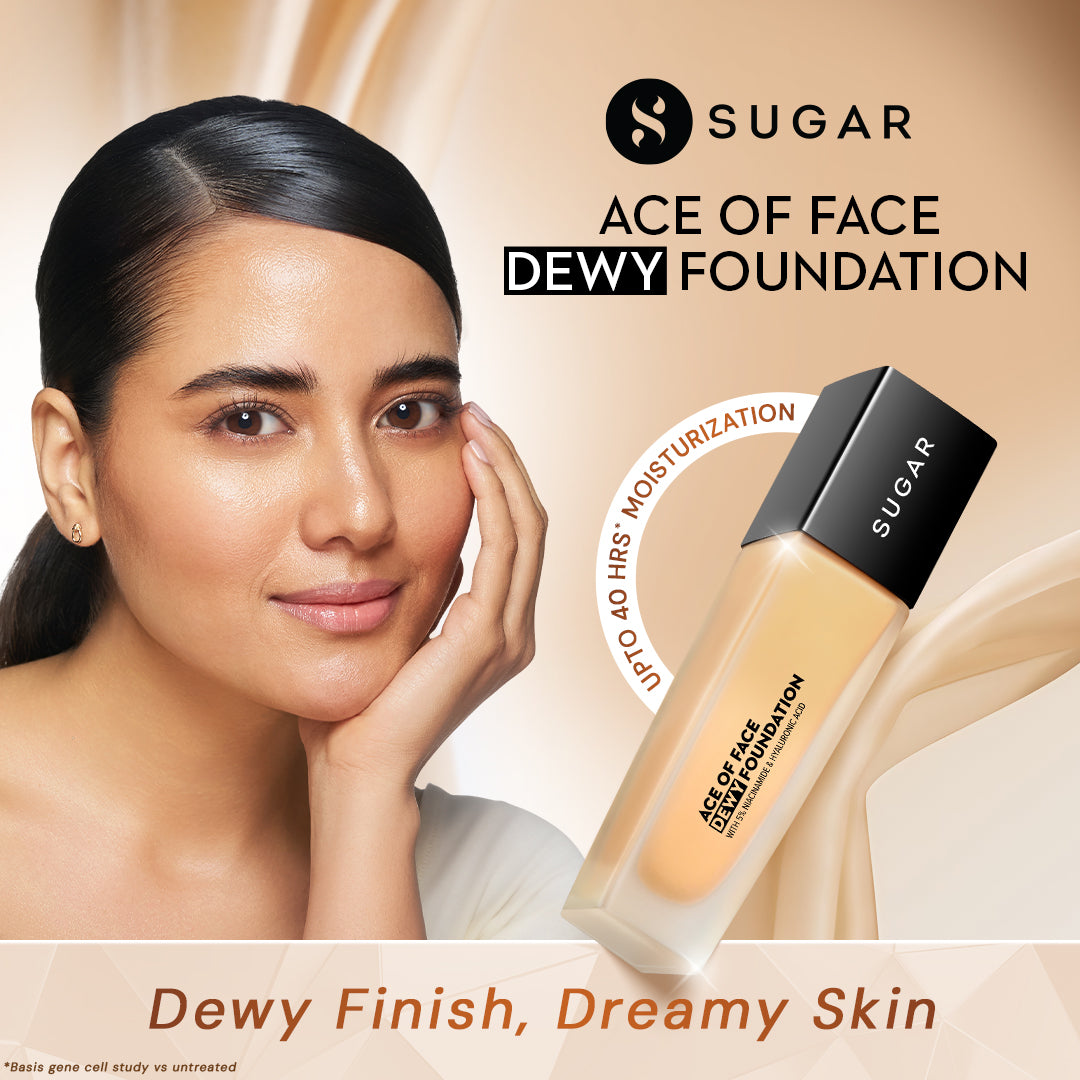 SUGAR
ACE OF FACE
DEWY FOUNDATION
UPTO 40 HRS* MOISTURIZATION
SUGAR
ACE OF FACE
DEWY FOUNDATION
WITH 5% NIACINAMIDE & HYALURONIC ACID
Dewy Finish, Dreamy Skin
*Basis gene cell study vs untreated